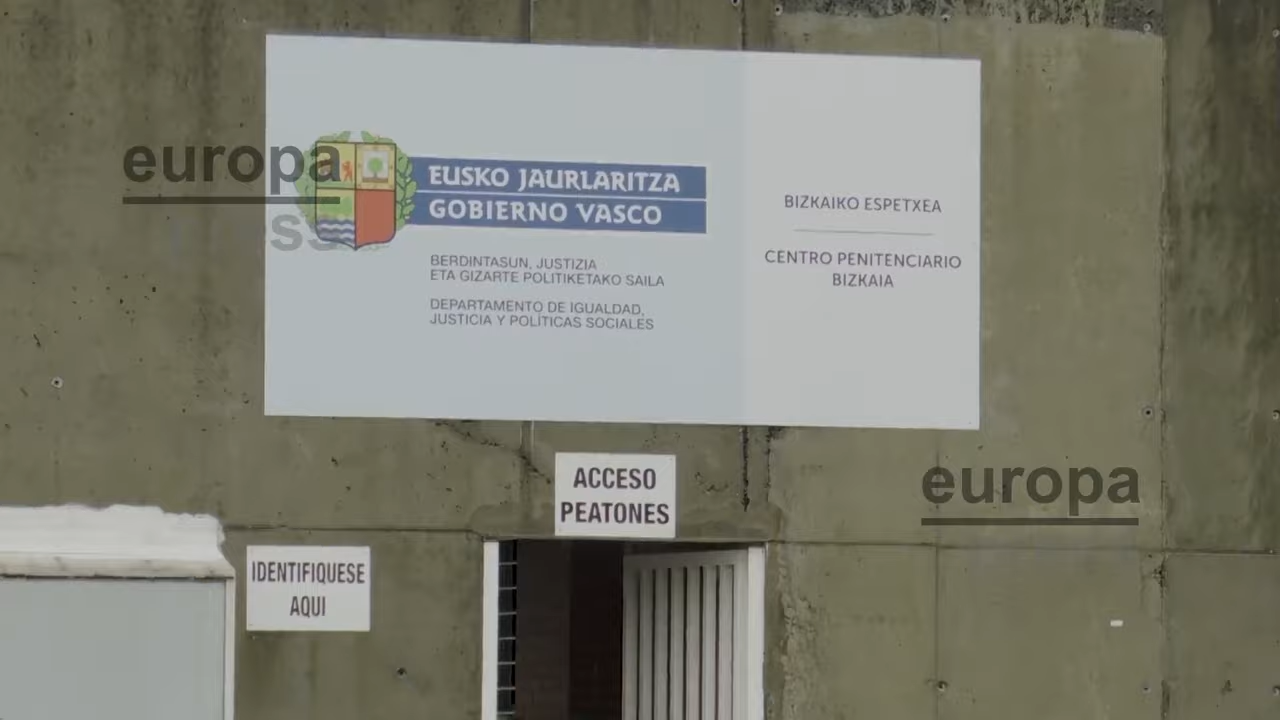 europa
ss
EUSKO JAURLARITZA
GOBIERNO VASCO
BERDINTASUN, JUSTIZIA
ETA GIZARTE POLITIKETAKO SAILA
DEPARTAMENTO DE IGUALDAD,
JUSTICIA Y POLÍTICAS SOCIALES
BIZKAIKO ESPETXEA
CENTRO PENITENCIARIO
BIZKAIA
ACCESO
PEATONES
europa
IDENTIFIQUESE
AQUI